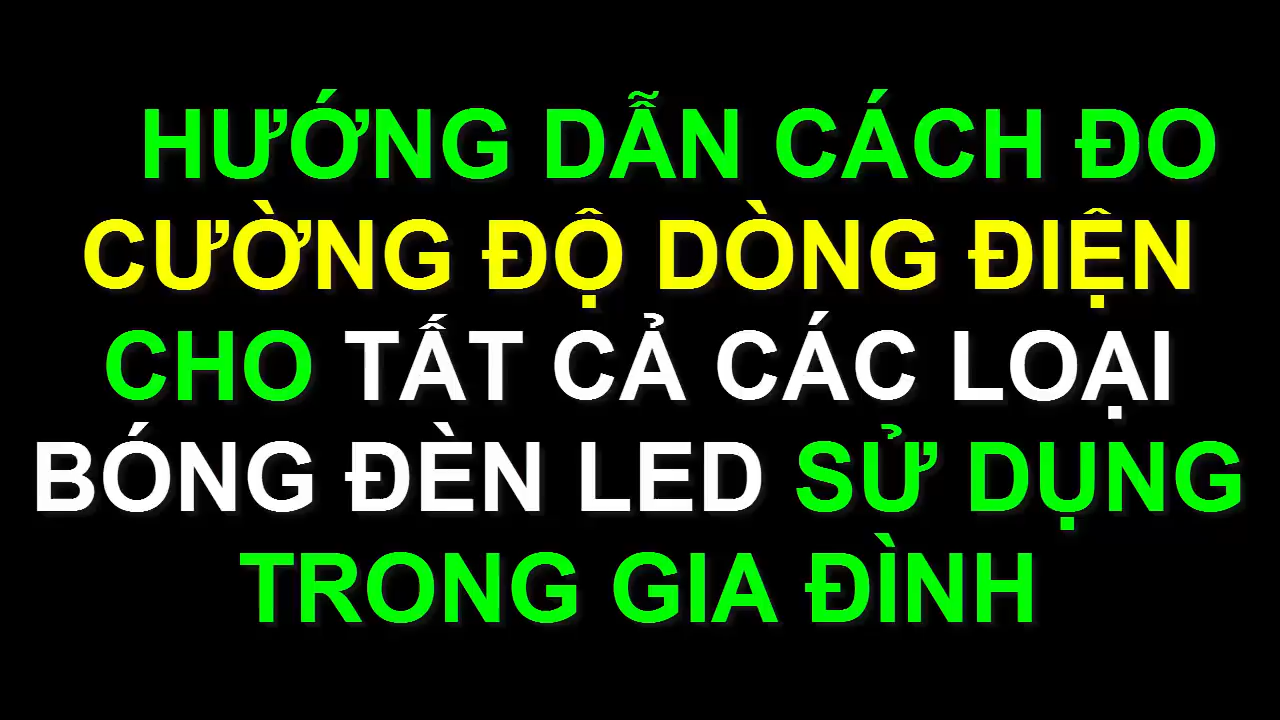 HƯỚNG DẪN CÁCH ĐO
CƯỜNG ĐỘ DÒNG ĐIỆN
CHO TẤT CẢ CÁC LOẠI
BÓNG ĐÈN LED SỬ DỤNG
TRONG GIA ĐÌNH